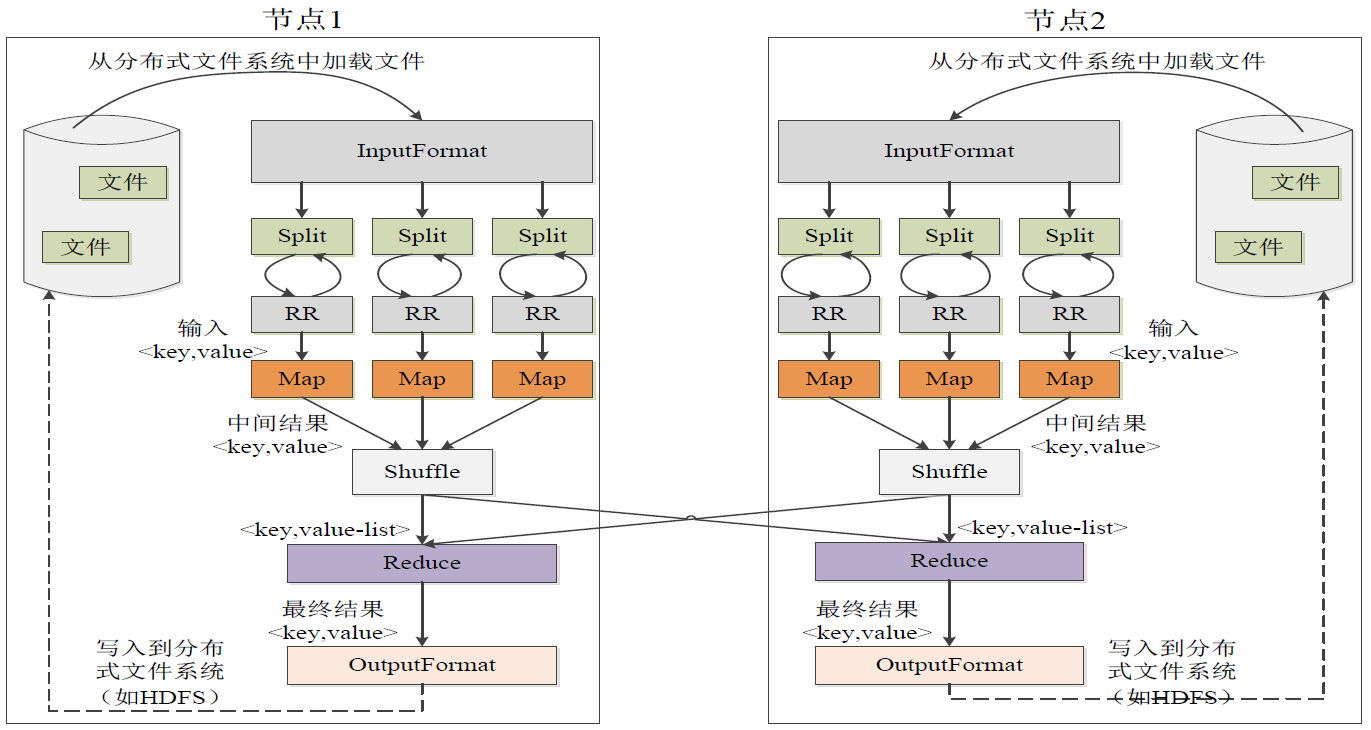 节点1
从分布式文件系统中加载文件
InputFormat
文件
文件
Split
Split
Split
RR
RR
RR
输入
<key,value>
Map
Map
Map
中间结果
<key,value>
Shuffle
<key,value-list>
Reduce
最终结果
<key,value>
OutputFormat
写入到分布
式文件系统
（如HDFS）
节点2
从分布式文件系统中加载文件
InputFormat
文件
文件
Split
Split
Split
RR
RR
RR
输入
<key,value>
Map
Map
Map
中间结果
<key,value>
Shuffle
<key,value-list>
Reduce
最终结果
<key,value>
OutputFormat
写入到分布
式文件系统
（如HDFS）